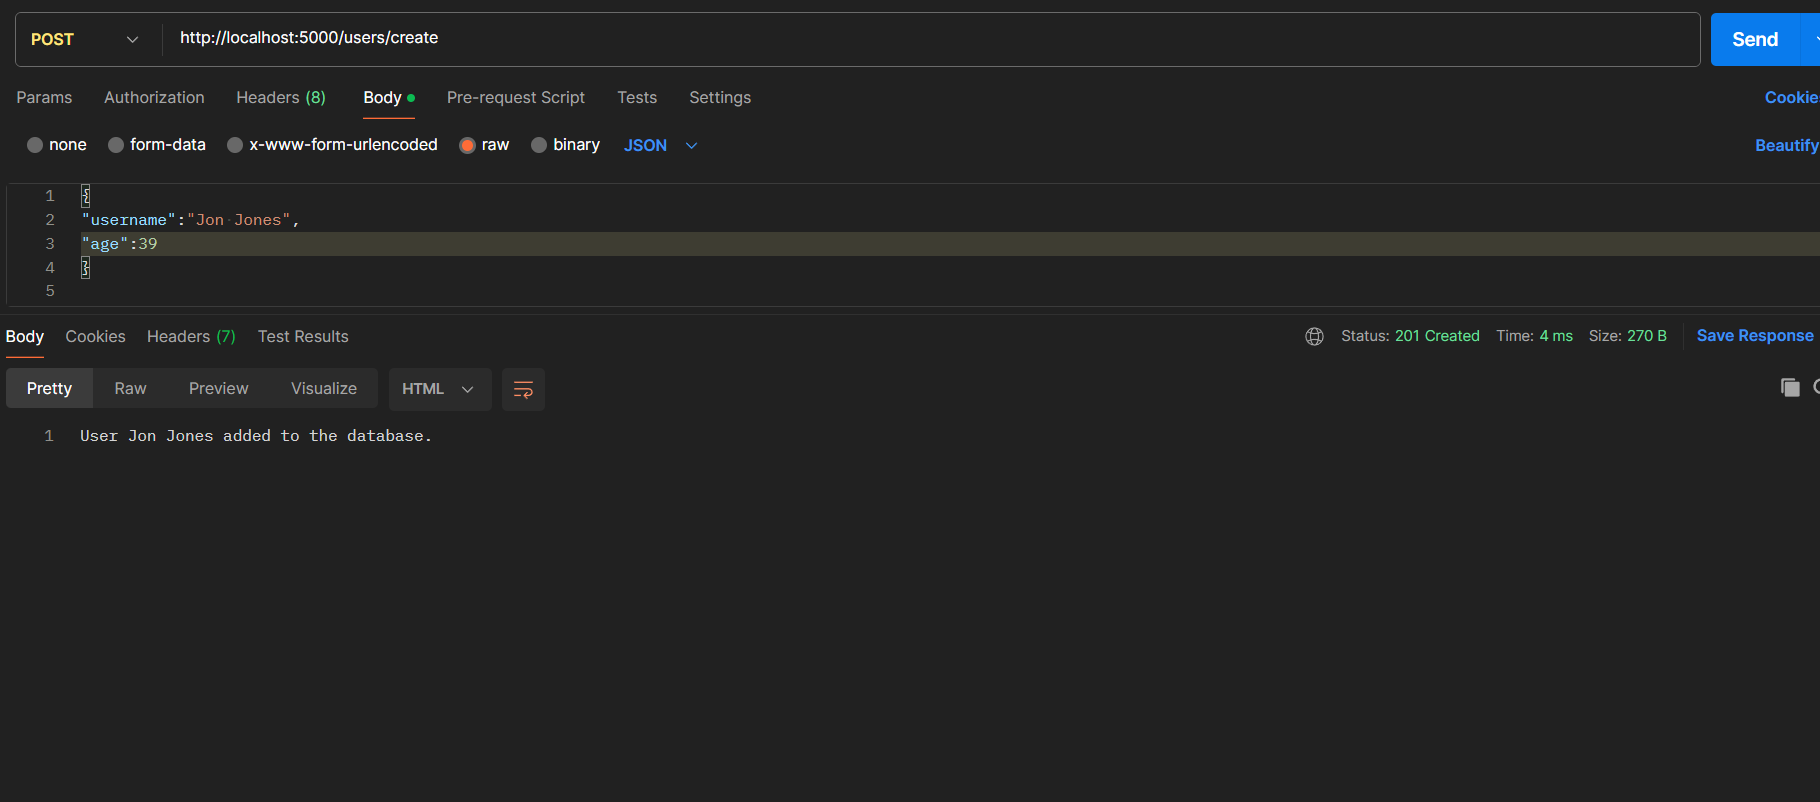 POST http://localhost:5000/users/create Send
Params Authorization Headers (8) Body Pre-request Script Tests Settings Cookie
none form-data x-www-form-urlencoded raw binary JSON Beautify
1 {
2 "username":"Jon Jones",
3 "age":39
4 }
5
Body Cookies Headers (7) Test Results Status: 201 Created Time: 4 ms Size: 270 B Save Response
Pretty Raw Preview Visualize HTML
1 User Jon Jones added to the database.